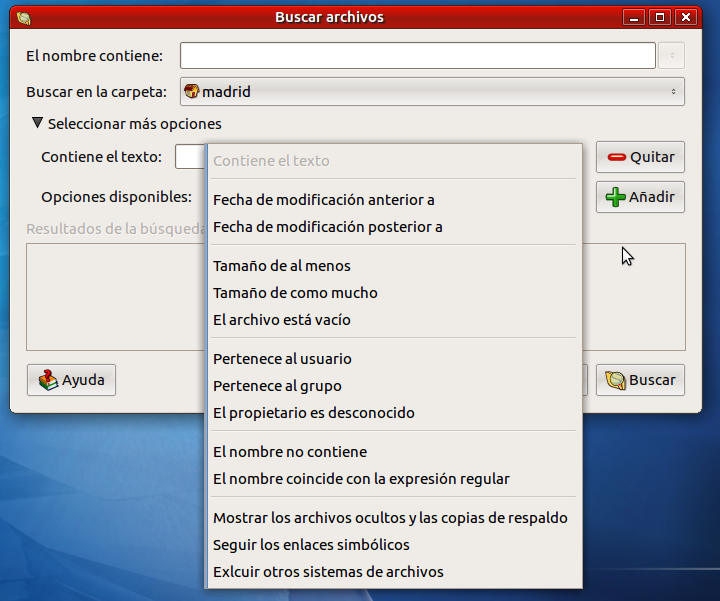 Buscar archivos
El nombre contiene:
Buscar en la carpeta: madrid
Seleccionar más opciones
Contiene el texto: Quitar
Opciones disponibles: Añadir
Resultados de la búsqueda
Contiene el texto
Fecha de modificación anterior a
Fecha de modificación posterior a
Tamaño de al menos
Tamaño de como mucho
El archivo está vacío
Pertenece al usuario
Pertenece al grupo
El propietario es desconocido
El nombre no contiene
El nombre coincide con la expresión regular
Mostrar los archivos ocultos y las copias de respaldo
Seguir los enlaces simbólicos
Exlcuir otros sistemas de archivos
Ayuda Buscar